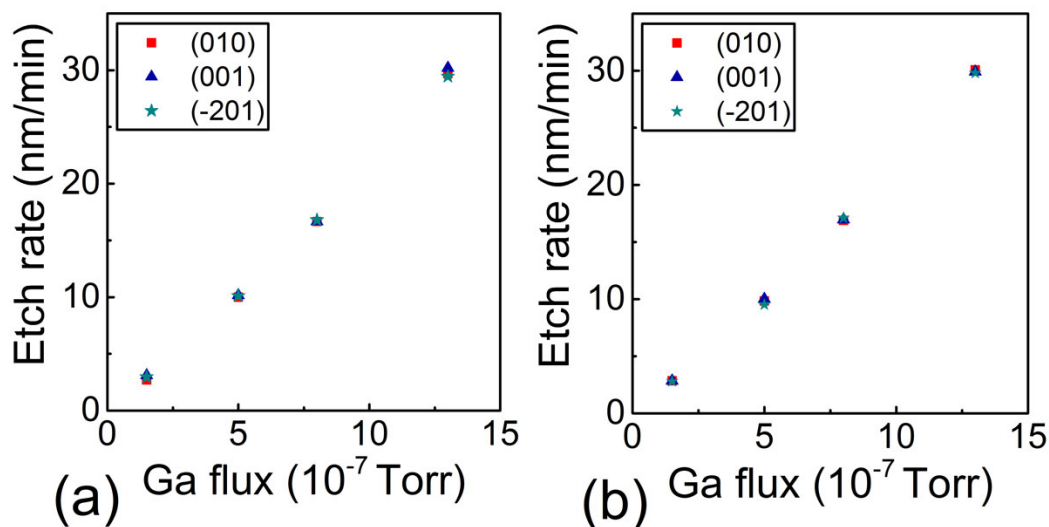 (010)
(001)
(-201)
30
20
10
0
0 5 10 15
Etch rate (nm/min)
Ga flux (10⁻⁷ Torr)
(a)
(010)
(001)
(-201)
30
20
10
0
0 5 10 15
Etch rate (nm/min)
Ga flux (10⁻⁷ Torr)
(b)